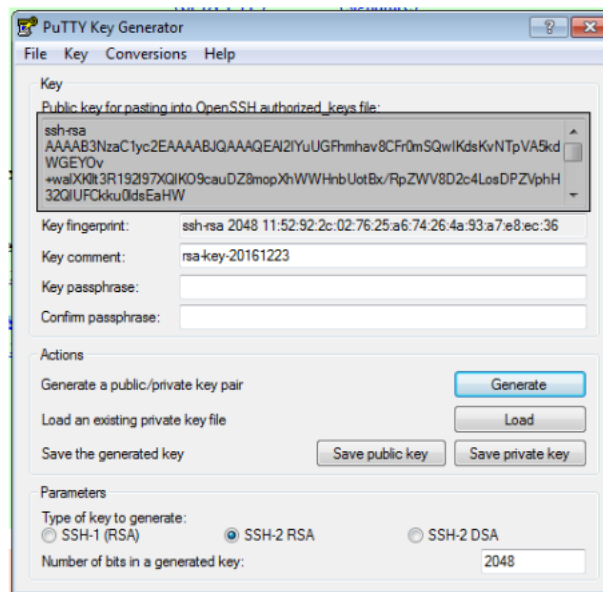 PuTTY Key Generator
File Key Conversions Help
Key
Public key for pasting into OpenSSH authorized_keys file:
ssh-rsa
AAAAB3NzaC1yc2EAAAABJQAAAQEAl2lYuUGFhmhav8CFr0mSQwIKdsKvNTpVA5kd
WGEYOv
+walXKllt3R192l97XQIKO9cauDZ8mopXhWWHnbUotBx/RpZWV8D2c4LosDPZVphH
32QIUFCkku0ldsEaHW
Key fingerprint: ssh-rsa 2048 11:52:92:2c:02:76:25:a6:74:26:4a:93:a7:e8:ec:36
Key comment: rsa-key-20161223
Key passphrase:
Confirm passphrase:
Actions
Generate a public/private key pair Generate
Load an existing private key file Load
Save the generated key Save public key Save private key
Parameters
Type of key to generate:
SSH-1 (RSA) SSH-2 RSA SSH-2 DSA
Number of bits in a generated key: 2048